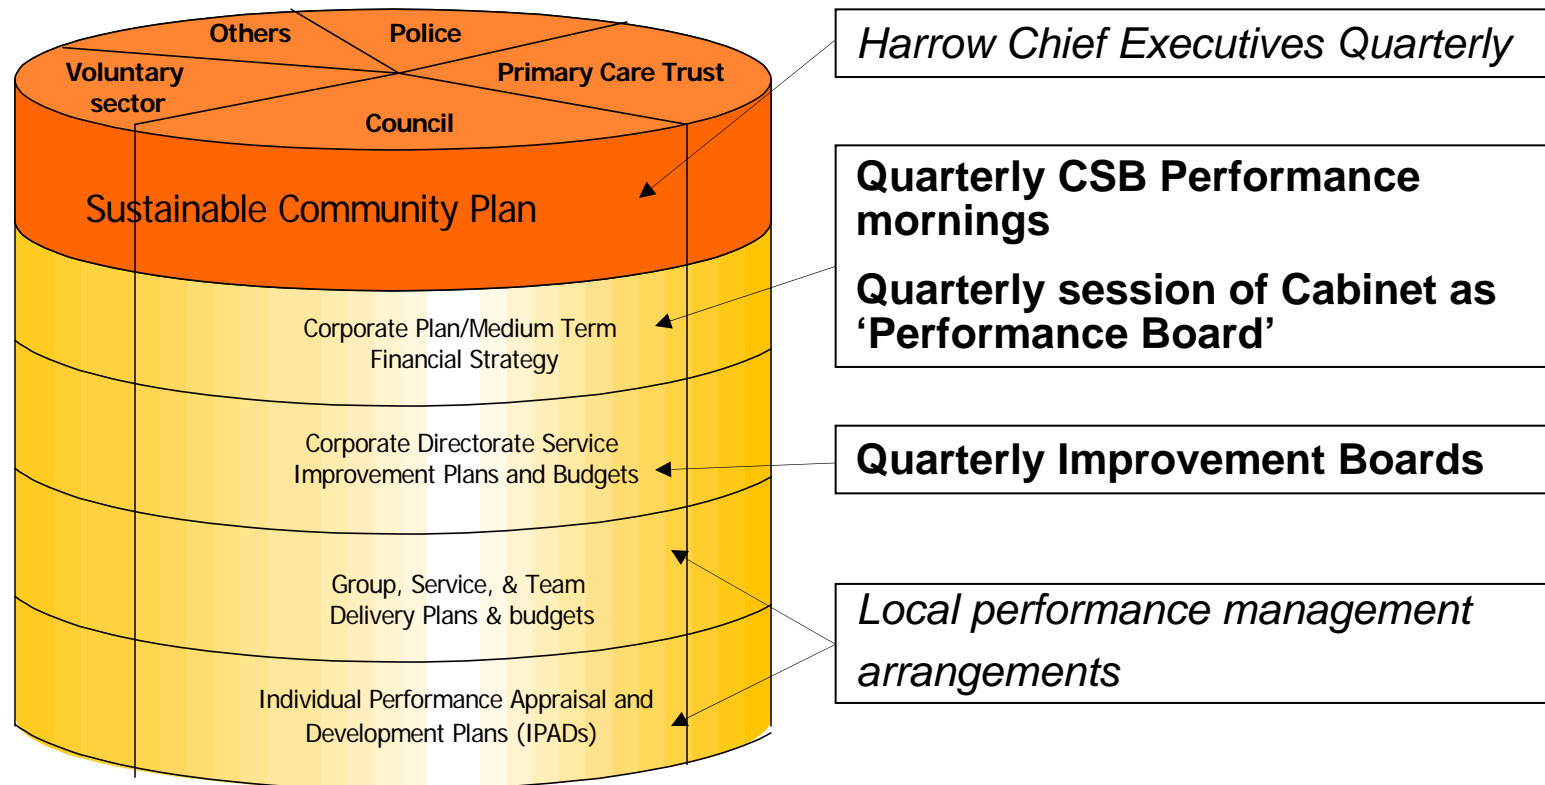 Others
Police
Voluntary
sector
Primary Care Trust
Council
Sustainable Community Plan
Corporate Plan/Medium Term
Financial Strategy
Corporate Directorate Service
Improvement Plans and Budgets
Group, Service, & Team
Delivery Plans & budgets
Individual Performance Appraisal and
Development Plans (IPADs)
Harrow Chief Executives Quarterly
Quarterly CSB Performance
mornings
Quarterly session of Cabinet as
‘Performance Board’
Quarterly Improvement Boards
Local performance management
arrangements